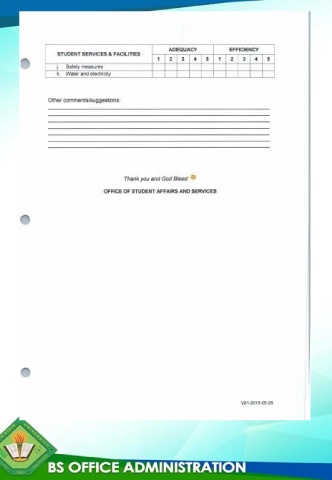 STUDENT SERVICES & FACILITIES ADEQUACY EFFICIENCY
1 2 3 4 5 1 2 3 4 5
j. Safety measures
k. Water and electricity
Other comments/suggestions:
Thank you and God Bless!
OFFICE OF STUDENT AFFAIRS AND SERVICES
V01-2019-05-28
BS OFFICE ADMINISTRATION